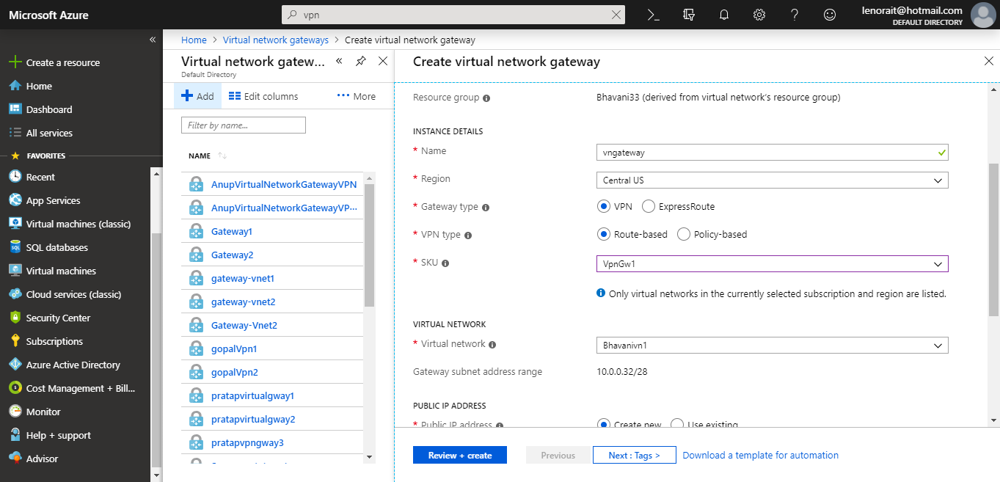 Microsoft Azure
vpn
lenorait@hotmail.com
DEFAULT DIRECTORY
Create a resource
Home
Dashboard
All services
FAVORITES
Recent
App Services
Virtual machines (classic)
SQL databases
Virtual machines
Cloud services (classic)
Security Center
Subscriptions
Azure Active Directory
Cost Management + Bill...
Monitor
Help + support
Advisor
Home > Virtual network gateways > Create virtual network gateway
Virtual network gatew...
Default Directory
Add
Edit columns
More
Filter by name...
NAME
AnupVirtualNetworkGatewayVPN
AnupVirtualNetworkGatewayVP...
Gateway1
Gateway2
gateway-vnet1
gateway-vnet2
Gateway-Vnet2
gopalVpn1
gopalVpn2
pratapvirtualgway1
pratapvirtualgway2
pratapvpngway3
Create virtual network gateway
Resource group Bhavani33 (derived from virtual network's resource group)
INSTANCE DETAILS
* Name vngateway
* Region Central US
* Gateway type VPN ExpressRoute
* VPN type Route-based Policy-based
* SKU VpnGw1
Only virtual networks in the currently selected subscription and region are listed.
VIRTUAL NETWORK
* Virtual network Bhavanivn1
Gateway subnet address range 10.0.0.32/28
PUBLIC IP ADDRESS
* Public IP address Create new Use existing
Review + create Previous Next : Tags > Download a template for automation